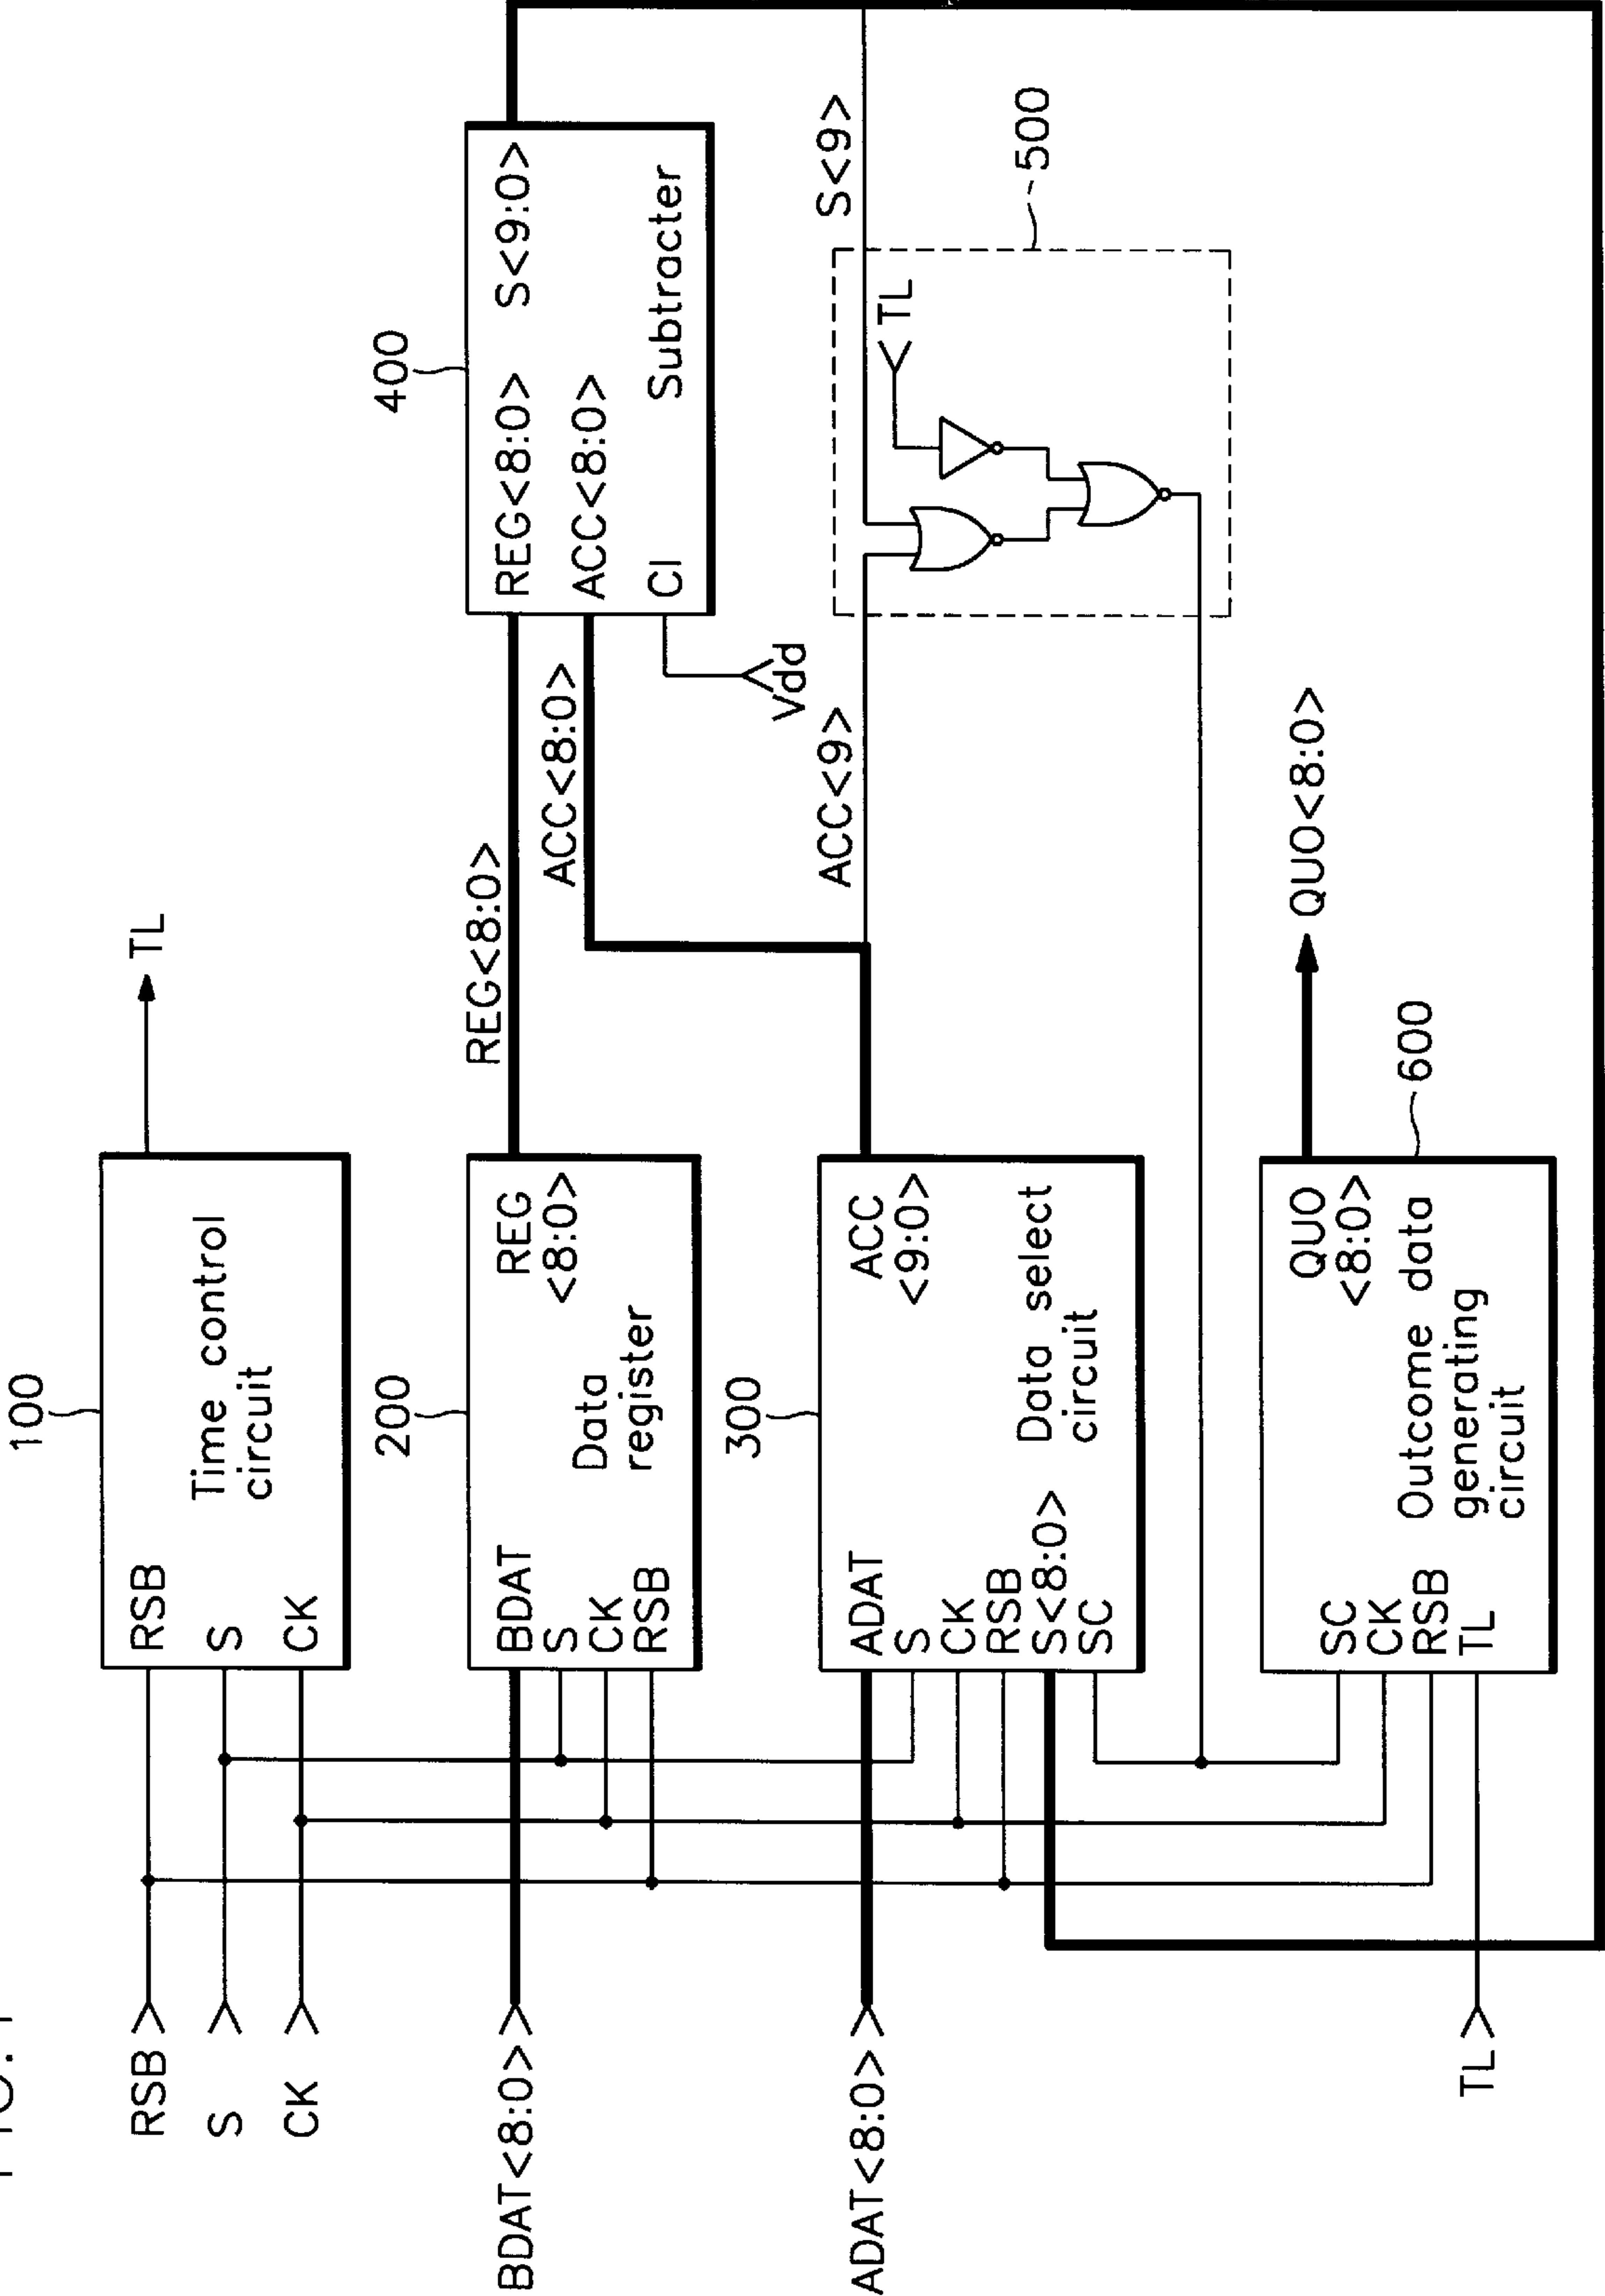 RSB
S
CK
100
RSB
S
CK
Time control
circuit
TL
BDAT<8:0>
200
BDAT
S
CK
RSB
REG
<8:0>
Data
register
REG<8:0>
ADAT<8:0>
300
ADAT
S
CK
RSB
S<8:0>
SC
ACC
<9:0>
Data select
circuit
ACC<8:0>
ACC<9>
400
REG<8:0>
S<9:0>
ACC<8:0>
CI
Subtracter
Vdd
S<9>
TL
500
TL
SC
CK
RSB
TL
QUO
<8:0>
Outcome data
generating
circuit
600
QUO<8:0>